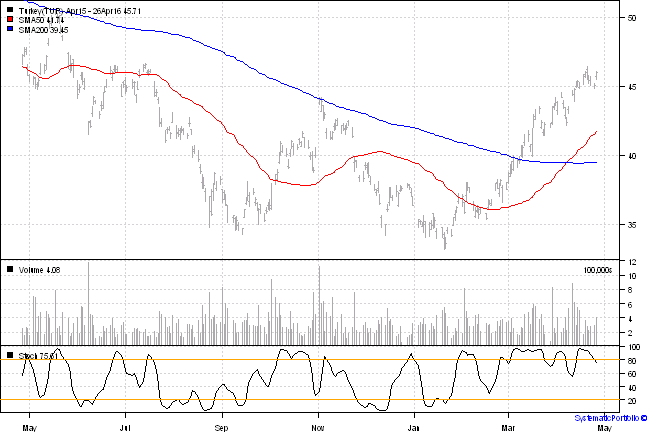 Turkey(TUR) Apr15 - 26Apr16 45.71
SMA50 41.74
SMA200 39.45
50
45
40
35
12
Volume 4.08
100,000s
10
8
6
4
2
100
Stoch 75.61
80
60
40
20
May
Jul
Sep
Nov
Jan
Mar
May
SystematicPortfolio ©